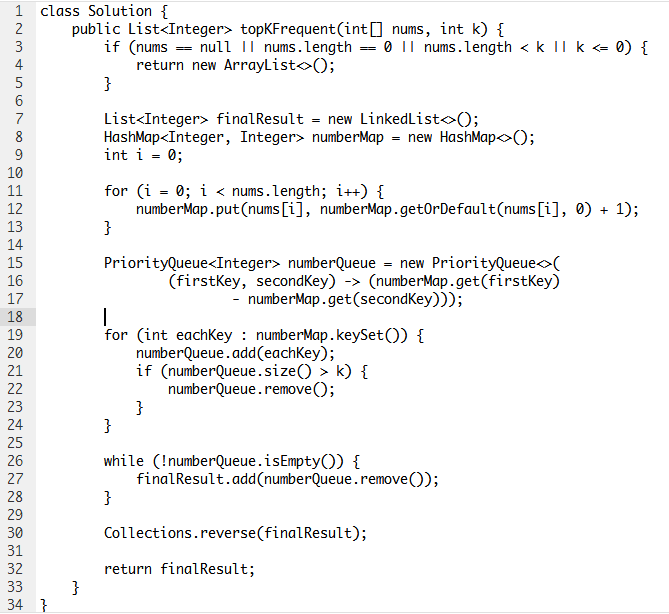 1 class Solution {
2     public List<Integer> topKFrequent(int[] nums, int k) {
3         if (nums == null || nums.length == 0 || nums.length < k || k <= 0) {
4             return new ArrayList<>();
5         }
6
7         List<Integer> finalResult = new LinkedList<>();
8         HashMap<Integer, Integer> numberMap = new HashMap<>();
9         int i = 0;
10
11         for (i = 0; i < nums.length; i++) {
12             numberMap.put(nums[i], numberMap.getOrDefault(nums[i], 0) + 1);
13         }
14
15         PriorityQueue<Integer> numberQueue = new PriorityQueue<>(
16                 (firstKey, secondKey) -> (numberMap.get(firstKey)
17                         - numberMap.get(secondKey)));
18
19         for (int eachKey : numberMap.keySet()) {
20             numberQueue.add(eachKey);
21             if (numberQueue.size() > k) {
22                 numberQueue.remove();
23             }
24         }
25
26         while (!numberQueue.isEmpty()) {
27             finalResult.add(numberQueue.remove());
28         }
29
30         Collections.reverse(finalResult);
31
32         return finalResult;
33     }
34 }